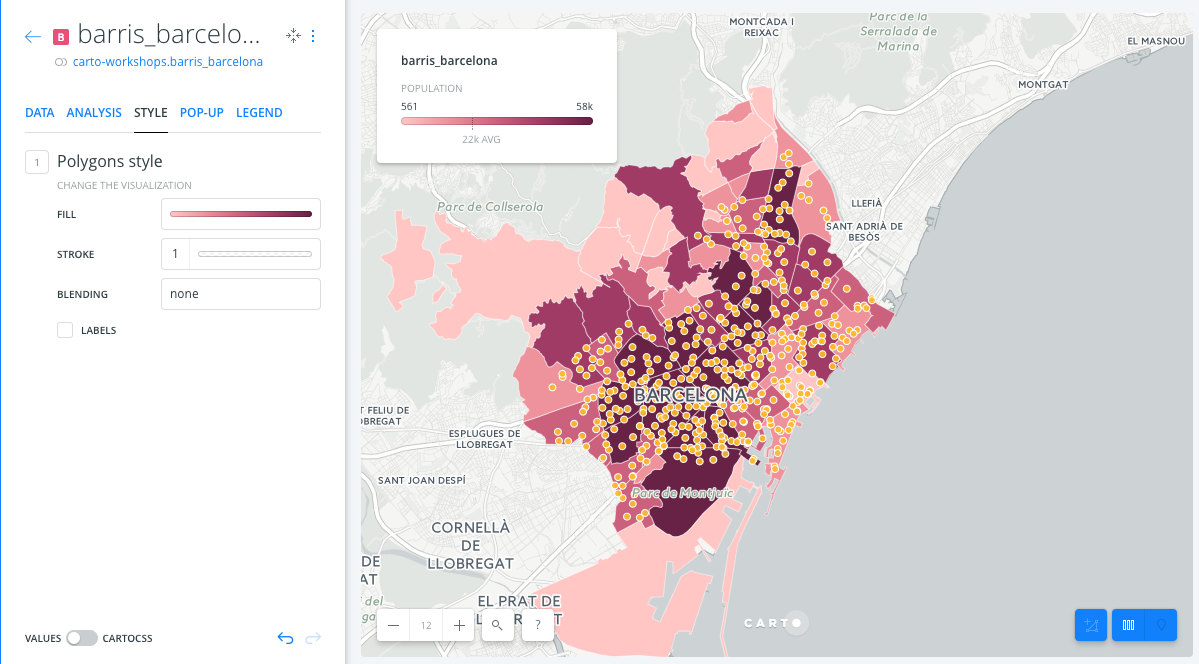 B barris_barcelo...
carto-workshops.barris_barcelona
DATA ANALYSIS STYLE POP-UP LEGEND
1 Polygons style
CHANGE THE VISUALIZATION
FILL
STROKE 1
BLENDING none
LABELS
VALUES CARTOCSS
barris_barcelona
POPULATION
561 58k
22k AVG
MONTCADA I
REIXAC
Parc de la
Serralada de
Marina
EL MASNOU
MONTGAT
Parc de Collserola
LLEFIÀ
SANT ADRIÀ DE
BESÒS
BARCELONA
T FELIU DE
OBREGAT
ESPLUGUES DE
LLOBREGAT
SANT JOAN DESPÍ
Parc de Montjuïc
CORNELLÀ
DE
LLOBREGAT
DE
AT
del
EL PRAT DE
12
?
CARTO